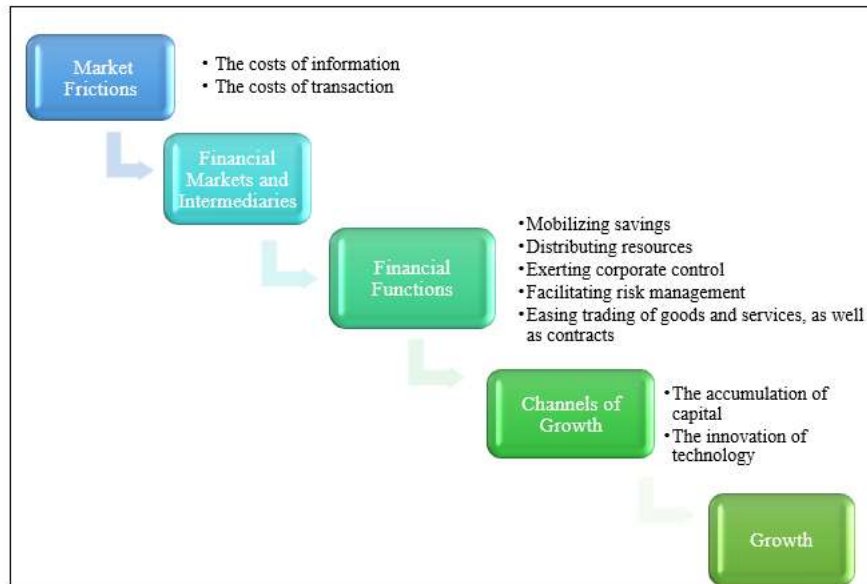 Market
Frictions
• The costs of information
• The costs of transaction
Financial
Markets and
Intermediaries
Financial
Functions
•Mobilizing savings
•Distributing resources
•Exerting corporate control
•Facilitating risk management
•Easing trading of goods and services, as well
as contracts
Channels of
Growth
•The accumulation of
capital
•The innovation of
technology
Growth